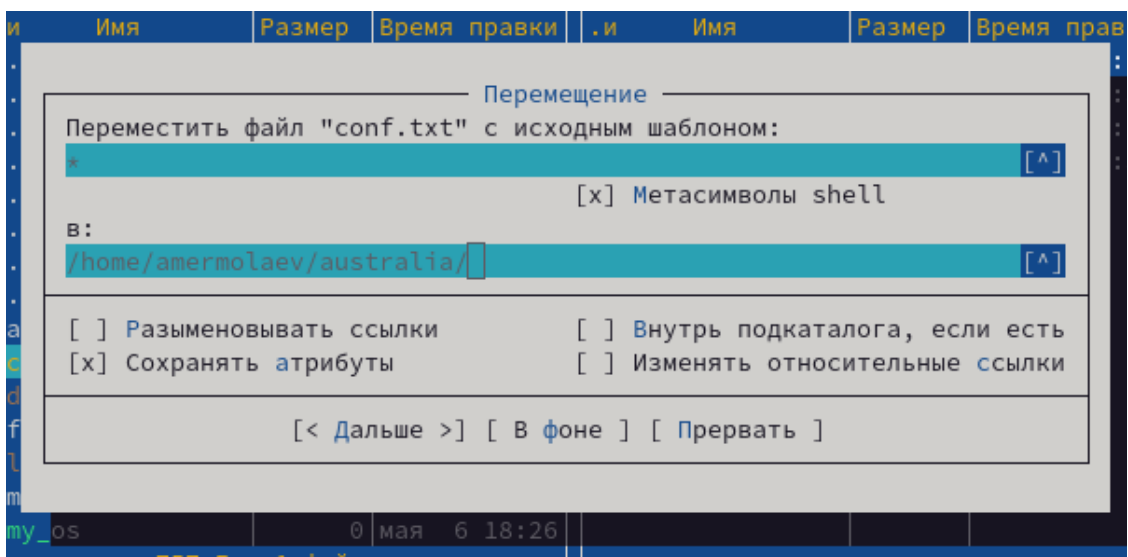 и Имя Размер Время правки .и Имя Размер Время прав
Перемещение
Переместить файл "conf.txt" с исходным шаблоном:
* [^]
[x] Метасимволы shell
в:
/home/amermolaev/australia/ [^]
[ ] Разыменовывать ссылки [ ] Внутрь подкаталога, если есть
[x] Сохранять атрибуты [ ] Изменять относительные ссылки
[< Дальше >] [ В фоне ] [ Прервать ]
my_os 0 мая 6 18:26